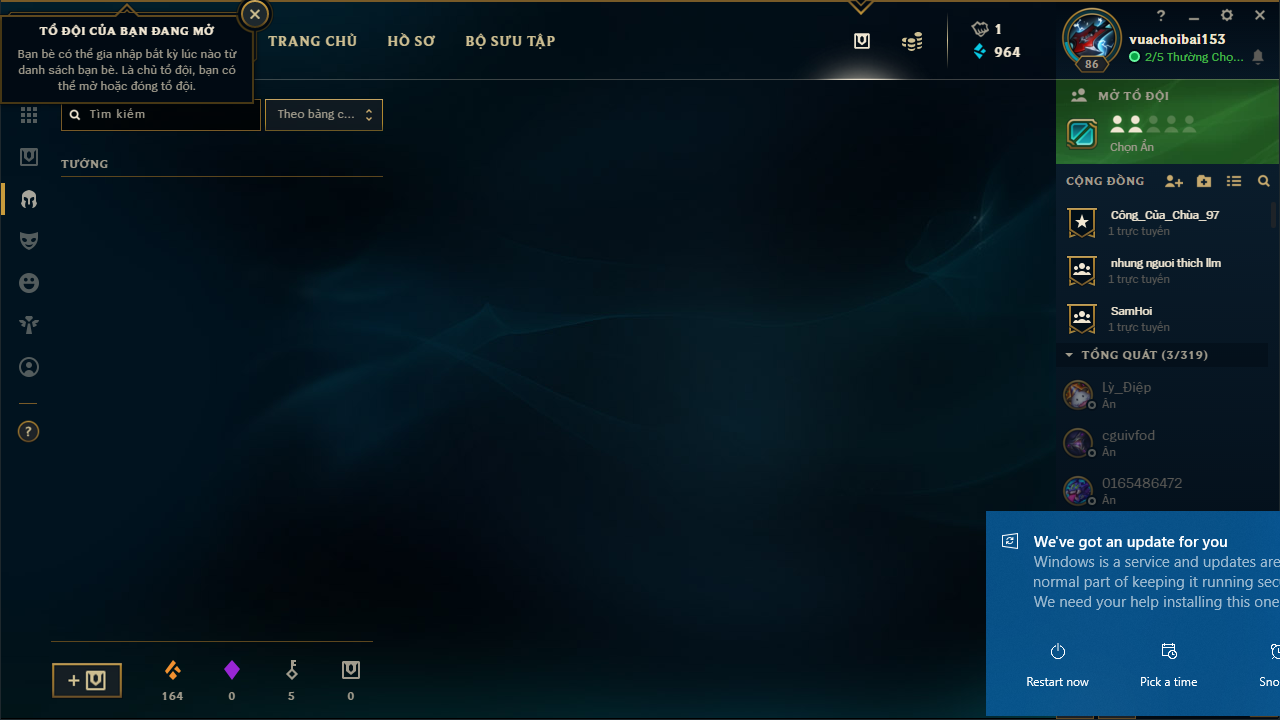 TỔ ĐỘI CỦA BẠN ĐANG MỞ
Bạn bè có thể gia nhập bất kỳ lúc nào từ
danh sách bạn bè. Là chủ tổ đội, bạn có
thể mở hoặc đóng tổ đội.
TRANG CHỦ
HỒ SƠ
BỘ SƯU TẬP
1
964
?
86
vuachoibai153
2/5 Thường Chọ...
Tìm kiếm
Theo bảng c...
TƯỚNG
?
+
164
0
5
0
MỞ TỔ ĐỘI
Chọn Ẩn
CỘNG ĐỒNG
Công_Của_Chùa_97
1 trực tuyến
nhung nguoi thich llm
1 trực tuyến
SamHoi
1 trực tuyến
TỔNG QUÁT (3/319)
Lỳ_Điệp
Ẩn
cguivfod
Ẩn
0165486472
Ẩn
We've got an update for you
Windows is a service and updates are
normal part of keeping it running sec
We need your help installing this one
Restart now
Pick a time
Sno